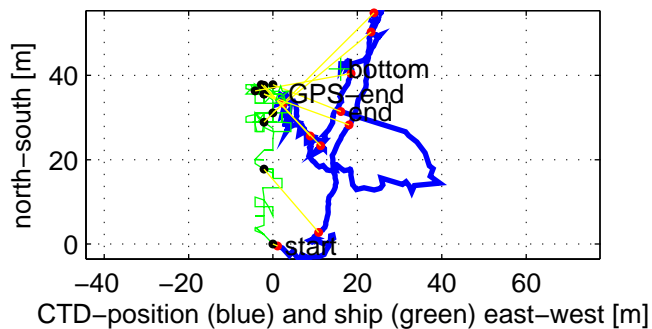 north-south [m]
40
20
0
bottom
GPS-end
end
start
-40 -20 0 20 40 60
CTD-position (blue) and ship (green) east-west [m]